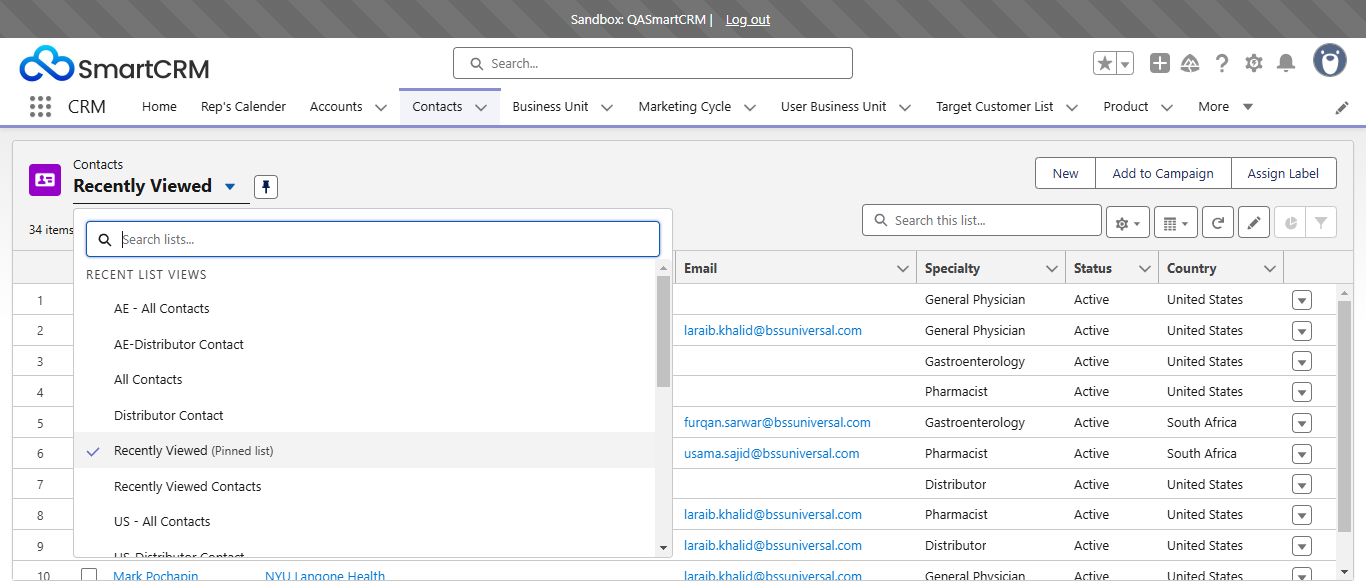 Sandbox: QASmartCRM | Log out
SmartCRM
Search...
CRM Home Rep's Calender Accounts Contacts Business Unit Marketing Cycle User Business Unit Target Customer List Product More
Contacts
Recently Viewed
New Add to Campaign Assign Label
34 items
Search this list...
Search lists...
RECENT LIST VIEWS
AE - All Contacts
AE-Distributor Contact
All Contacts
Distributor Contact
Recently Viewed (Pinned list)
Recently Viewed Contacts
US - All Contacts
US-Distributor Contact
Email Specialty Status Country
1 General Physician Active United States
2 laraib.khalid@bssuniversal.com General Physician Active United States
3 Gastroenterology Active United States
4 Pharmacist Active United States
5 furqan.sarwar@bssuniversal.com Gastroenterology Active South Africa
6 usama.sajid@bssuniversal.com Pharmacist Active South Africa
7 Distributor Active United States
8 laraib.khalid@bssuniversal.com Pharmacist Active United States
9 laraib.khalid@bssuniversal.com Distributor Active United States
10 Mark Pochapin NYU Langone Health laraib.khalid@bssuniversal.com General Physician Active United States